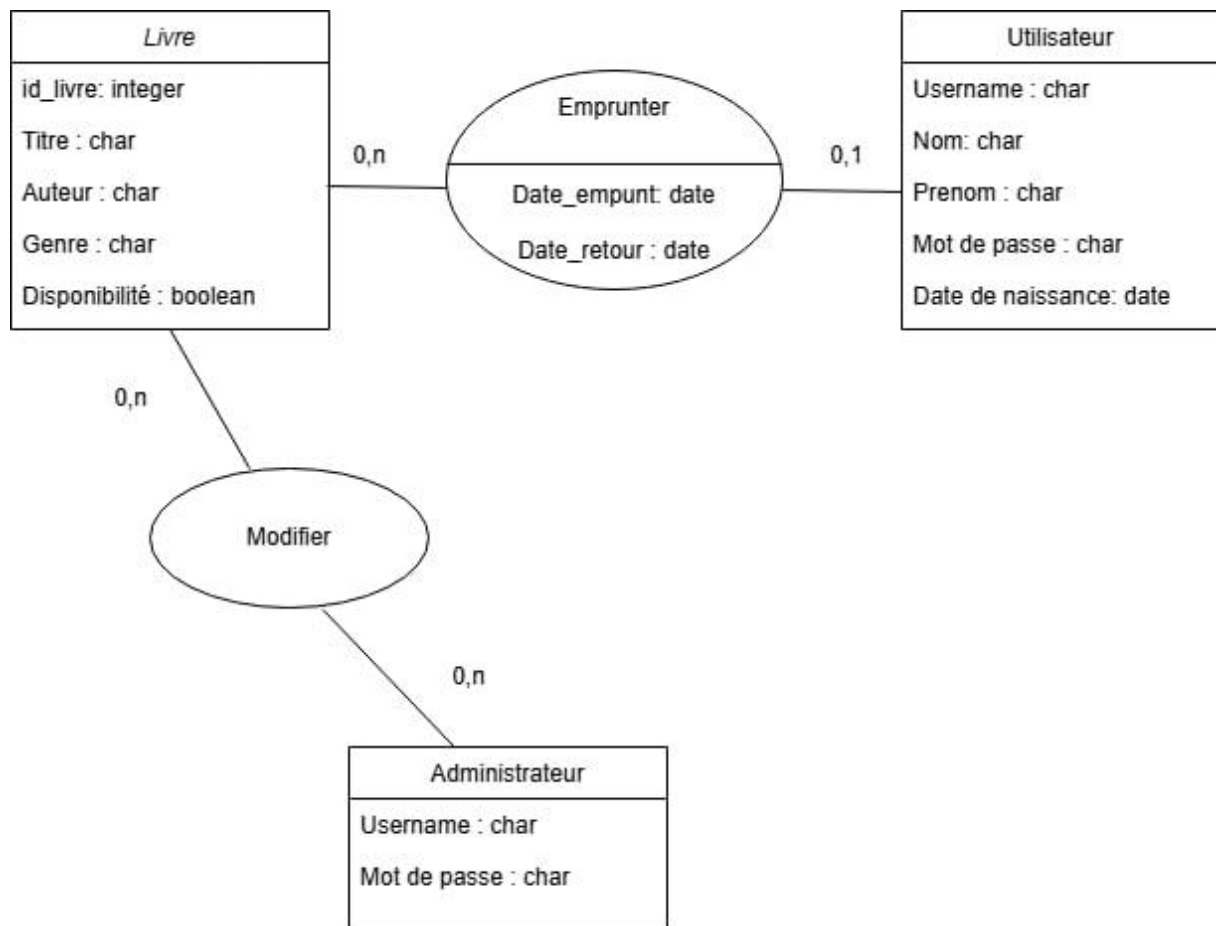 Livre
id_livre: integer
Titre : char
Auteur : char
Genre : char
Disponibilité : boolean
0,n
Emprunter
Date_empunt: date
Date_retour : date
0,1
Utilisateur
Username : char
Nom: char
Prenom : char
Mot de passe : char
Date de naissance: date
0,n
Modifier
0,n
Administrateur
Username : char
Mot de passe : char